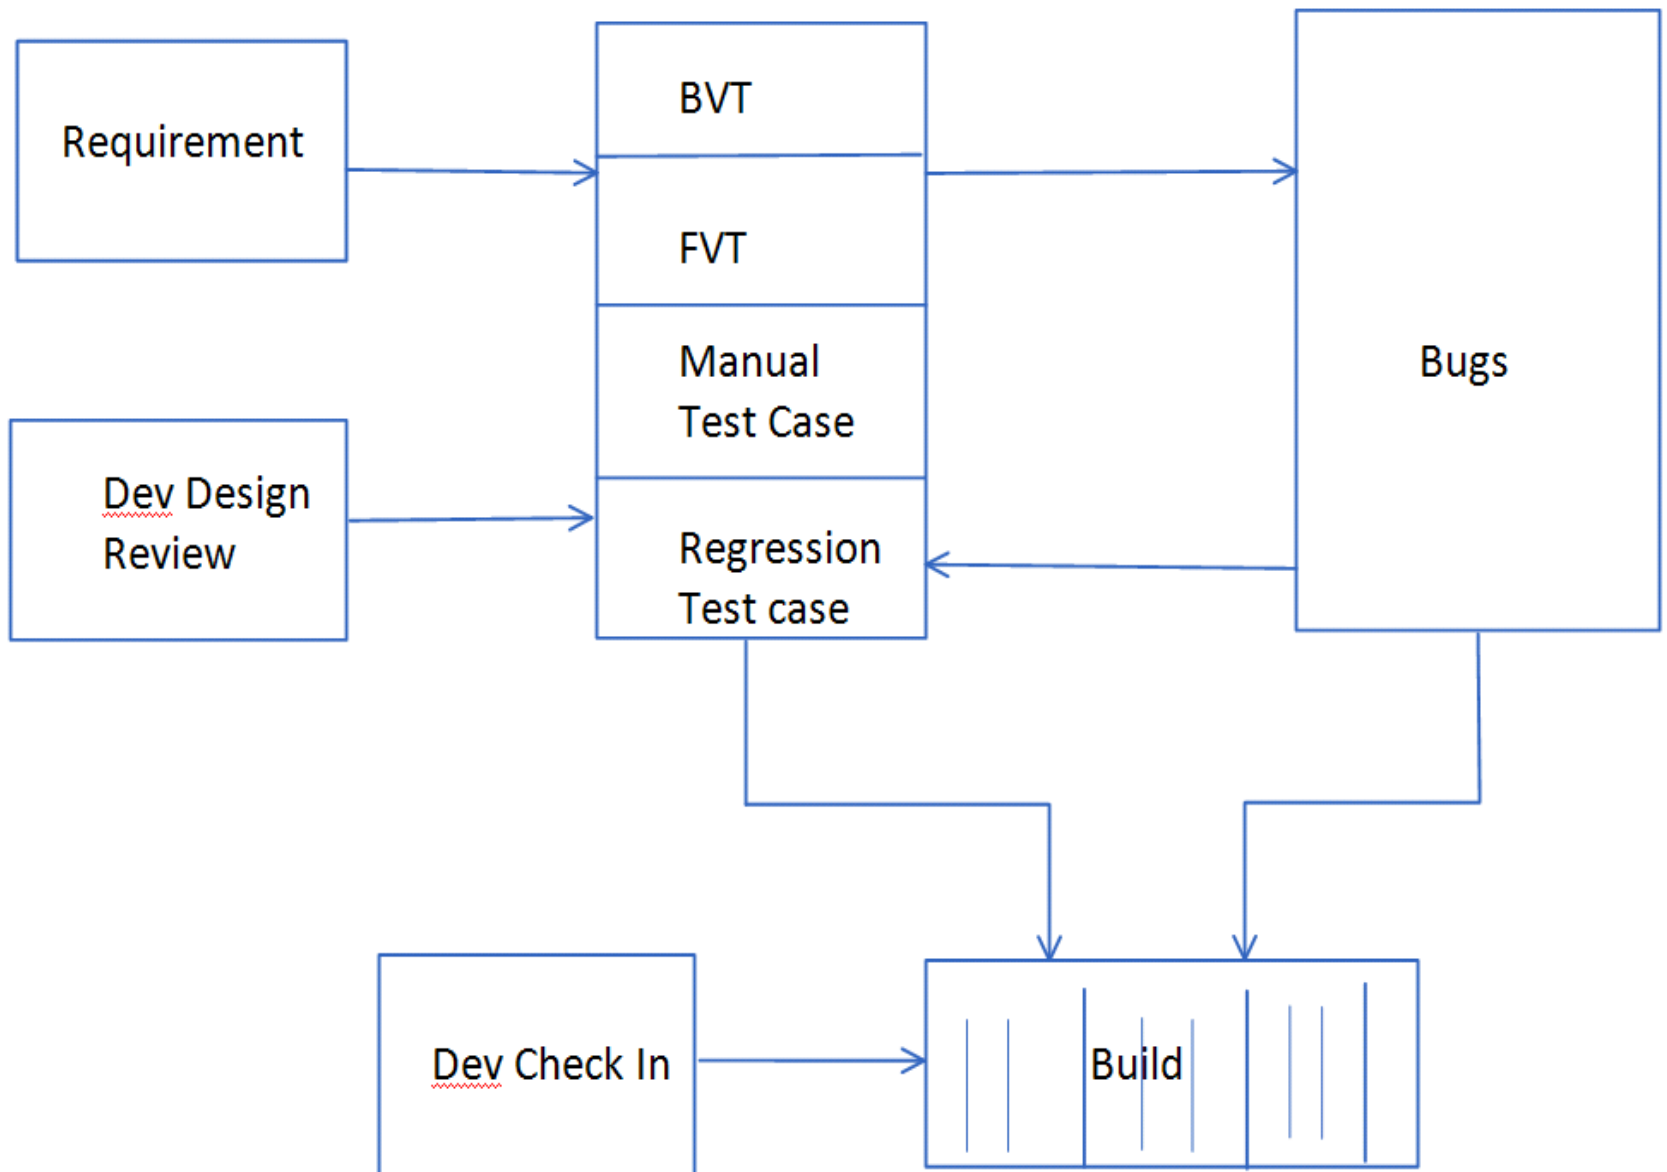 Requirement
BVT
FVT
Manual
Test Case
Bugs
Dev Design
Review
Regression
Test case
Dev Check In
Build